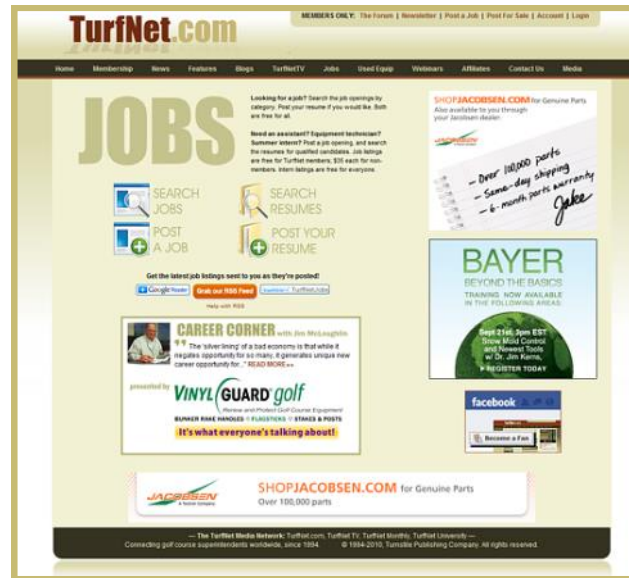 TurfNet.com
MEMBERS ONLY: The Forum | Newsletter | Post a Job | Post For Sale | Account | Login
Home Membership News Features Blogs TurfNetTV Jobs Used Equip Webinars Affiliates Contact Us Media
JOBS
Looking for a job? Search the job openings by
category. Post your resume if you would like. Both
are free for all.
Need an assistant? Equipment technician?
Summer intern? Post a job opening, and search
the resumes for qualified candidates. Job listings
are free for TurfNet members; $35 each for non-
members. Intern listings are free for everyone.
SEARCH
JOBS
SEARCH
RESUMES
POST
A JOB
POST YOUR
RESUME
Get the latest job listings sent to you as they're posted!
Google Reader
Grab our RSS Feed
TurfNetJobs
Help with RSS
CAREER CORNER with Jim McLoughlin
The 'silver lining' of a bad economy is that while it
negates opportunity for so many, it generates unique new
career opportunity for..." READ MORE >>
presented by
VINYL GUARD golf
Renew and Protect Golf Course Equipment
BUNKER RAKE HANDLES FLAGSTICKS STAKES & POSTS
It's what everyone's talking about!
SHOPJACOBSEN.COM for Genuine Parts
Also available to you through
your Jacobsen dealer.
JACOBSEN
- Over 100,000 parts
- Same-day shipping
- 6-month parts warranty
Jake
BAYER
BEYOND THE BASICS
TRAINING NOW AVAILABLE
IN THE FOLLOWING AREAS:
Sept 21st, 3pm EST
Snow Mold Control
and Newest Tools
w/ Dr. Jim Kerns,
REGISTER TODAY
facebook
Become a Fan
JACOBSEN
A Textron Company
SHOPJACOBSEN.COM for Genuine Parts
Over 100,000 parts
— The TurfNet Media Network: TurfNet.com, TurfNet TV, TurfNet Monthly, TurfNet University —
Connecting golf course superintendents worldwide, since 1994. © 1994-2010, Turnstile Publishing Company. All rights reserved.